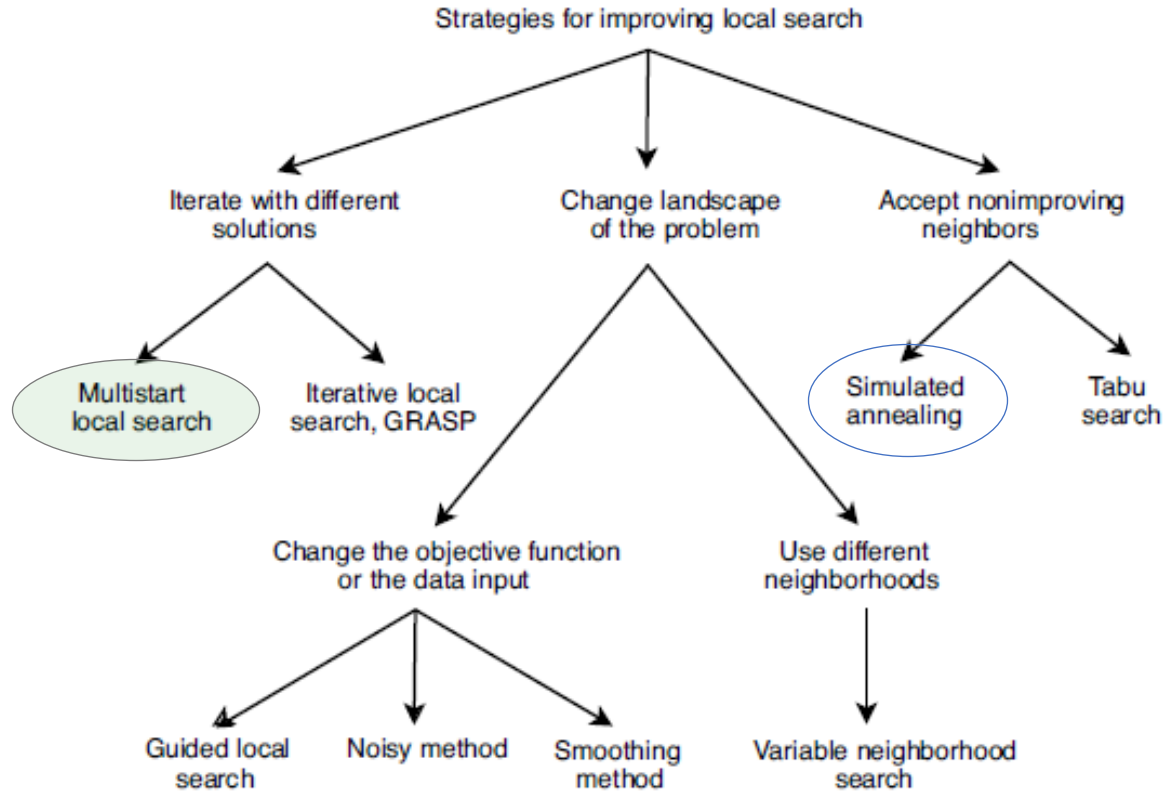 Strategies for improving local search
Iterate with different
solutions
Change landscape
of the problem
Accept nonimproving
neighbors
Multistart
local search
Iterative local
search, GRASP
Simulated
annealing
Tabu
search
Change the objective function
or the data input
Use different
neighborhoods
Guided local
search
Noisy method
Smoothing
method
Variable neighborhood
search